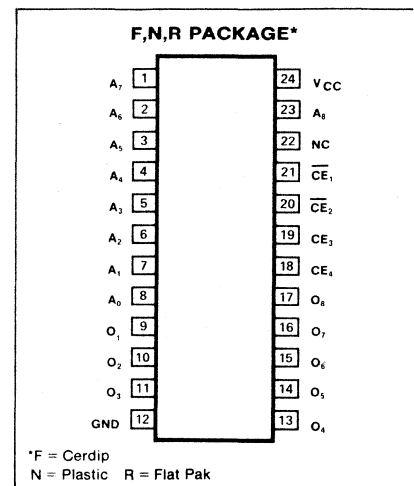 F,N,R PACKAGE*
A7 1 24 VCC
A6 2 23 A8
A5 3 22 NC
A4 4 21 C̅E̅1
A3 5 20 C̅E̅2
A2 6 19 CE3
A1 7 18 CE4
A0 8 17 O8
O1 9 16 O7
O2 10 15 O6
O3 11 14 O5
GND 12 13 O4
*F = Cerdip
N = Plastic R = Flat Pak